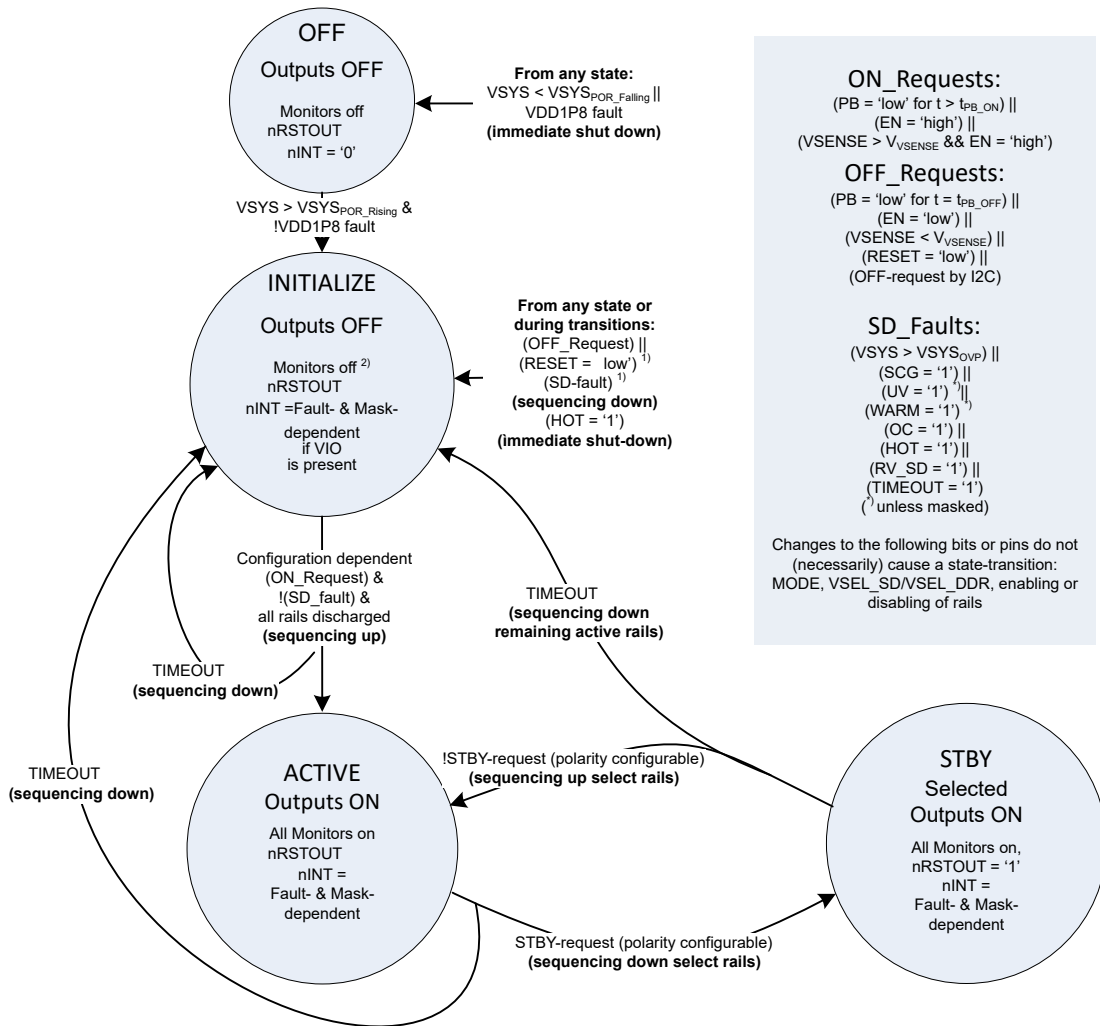 OFF
Outputs OFF
Monitors off
nRSTOUT
nINT = ‘0’
From any state:
VSYS < VSYSPOR_Falling ||
VDD1P8 fault
(immediate shut down)
VSYS > VSYSPOR_Rising &
!VDD1P8 fault
INITIALIZE
Outputs OFF
Monitors off 2)
nRSTOUT
nINT =Fault- & Mask-
dependent
if VIO
is present
From any state or
during transitions:
(OFF_Request) ||
(RESET = low’) 1)
(SD-fault) 1)
(sequencing down)
(HOT = ‘1’)
(immediate shut-down)
Configuration dependent
(ON_Request) &
!(SD_fault) &
all rails discharged
(sequencing up)
TIMEOUT
(sequencing down)
TIMEOUT
(sequencing down
remaining active rails)
TIMEOUT
(sequencing down)
ACTIVE
Outputs ON
All Monitors on
nRSTOUT
nINT =
Fault- & Mask-
dependent
!STBY-request (polarity configurable)
(sequencing up select rails)
STBY-request (polarity configurable)
(sequencing down select rails)
STBY
Selected
Outputs ON
All Monitors on,
nRSTOUT = ‘1’
nINT =
Fault- & Mask-
dependent
ON_Requests:
(PB = ‘low’ for t > tPB_ON) ||
(EN = ‘high’) ||
(VSENSE > VVSENSE && EN = ‘high’)
OFF_Requests:
(PB = ‘low’ for t = tPB_OFF) ||
(EN = ‘low’) ||
(VSENSE < VVSENSE) ||
(RESET = ‘low’) ||
(OFF-request by I2C)
SD_Faults:
(VSYS > VSYSOVP) ||
(SCG = ‘1’) ||
(UV = ‘1’) *)||
(WARM = ‘1’) *)
(OC = ‘1’) ||
(HOT = ‘1’) ||
(RV_SD = ‘1’) ||
(TIMEOUT = ‘1’)
(*) unless masked)
Changes to the following bits or pins do not
(necessarily) cause a state-transition:
MODE, VSEL_SD/VSEL_DDR, enabling or
disabling of rails